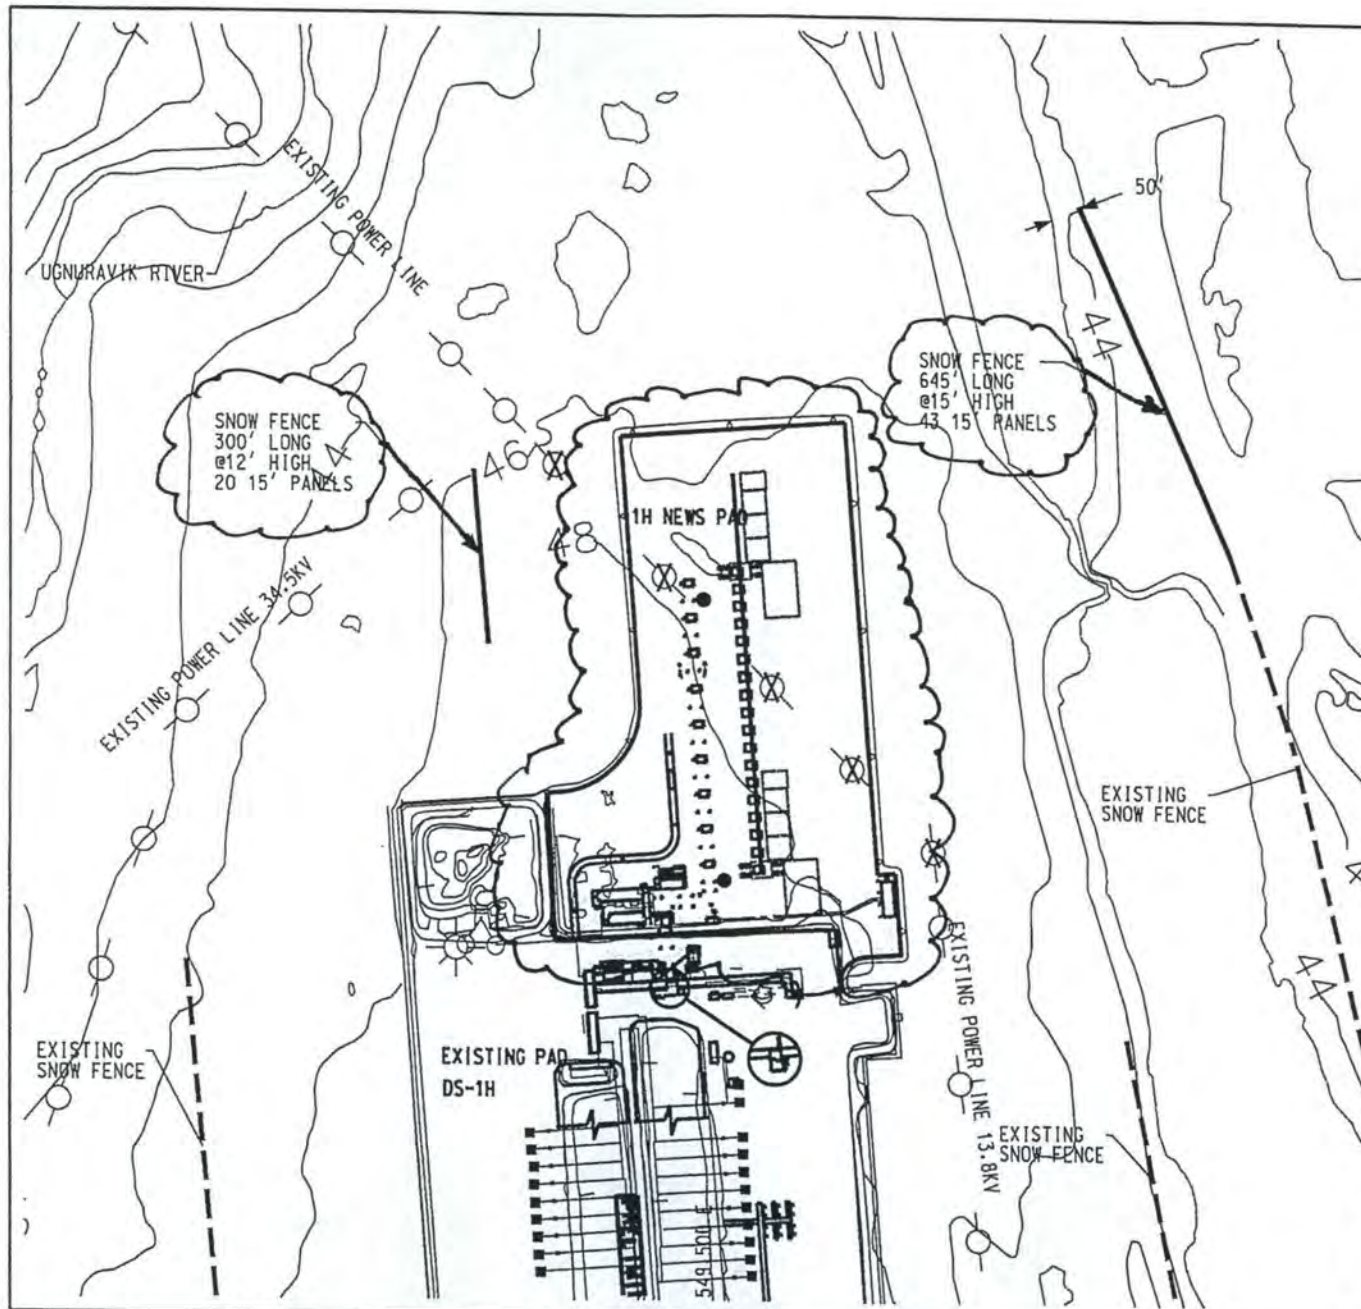 EXISTING POWER LINE
50'
UGNURAVIK RIVER
44
SNOW FENCE
645' LONG
@15' HIGH
43 15' PANELS
SNOW FENCE
300' LONG
@12' HIGH
20 15' PANELS
44
46
48
1H NEWS PAD
EXISTING POWER LINE 34.5KV
EXISTING
SNOW FENCE
44
EXISTING POWER LINE 13.8KV
EXISTING
SNOW FENCE
EXISTING PAD
DS-1H
EXISTING
SNOW FENCE